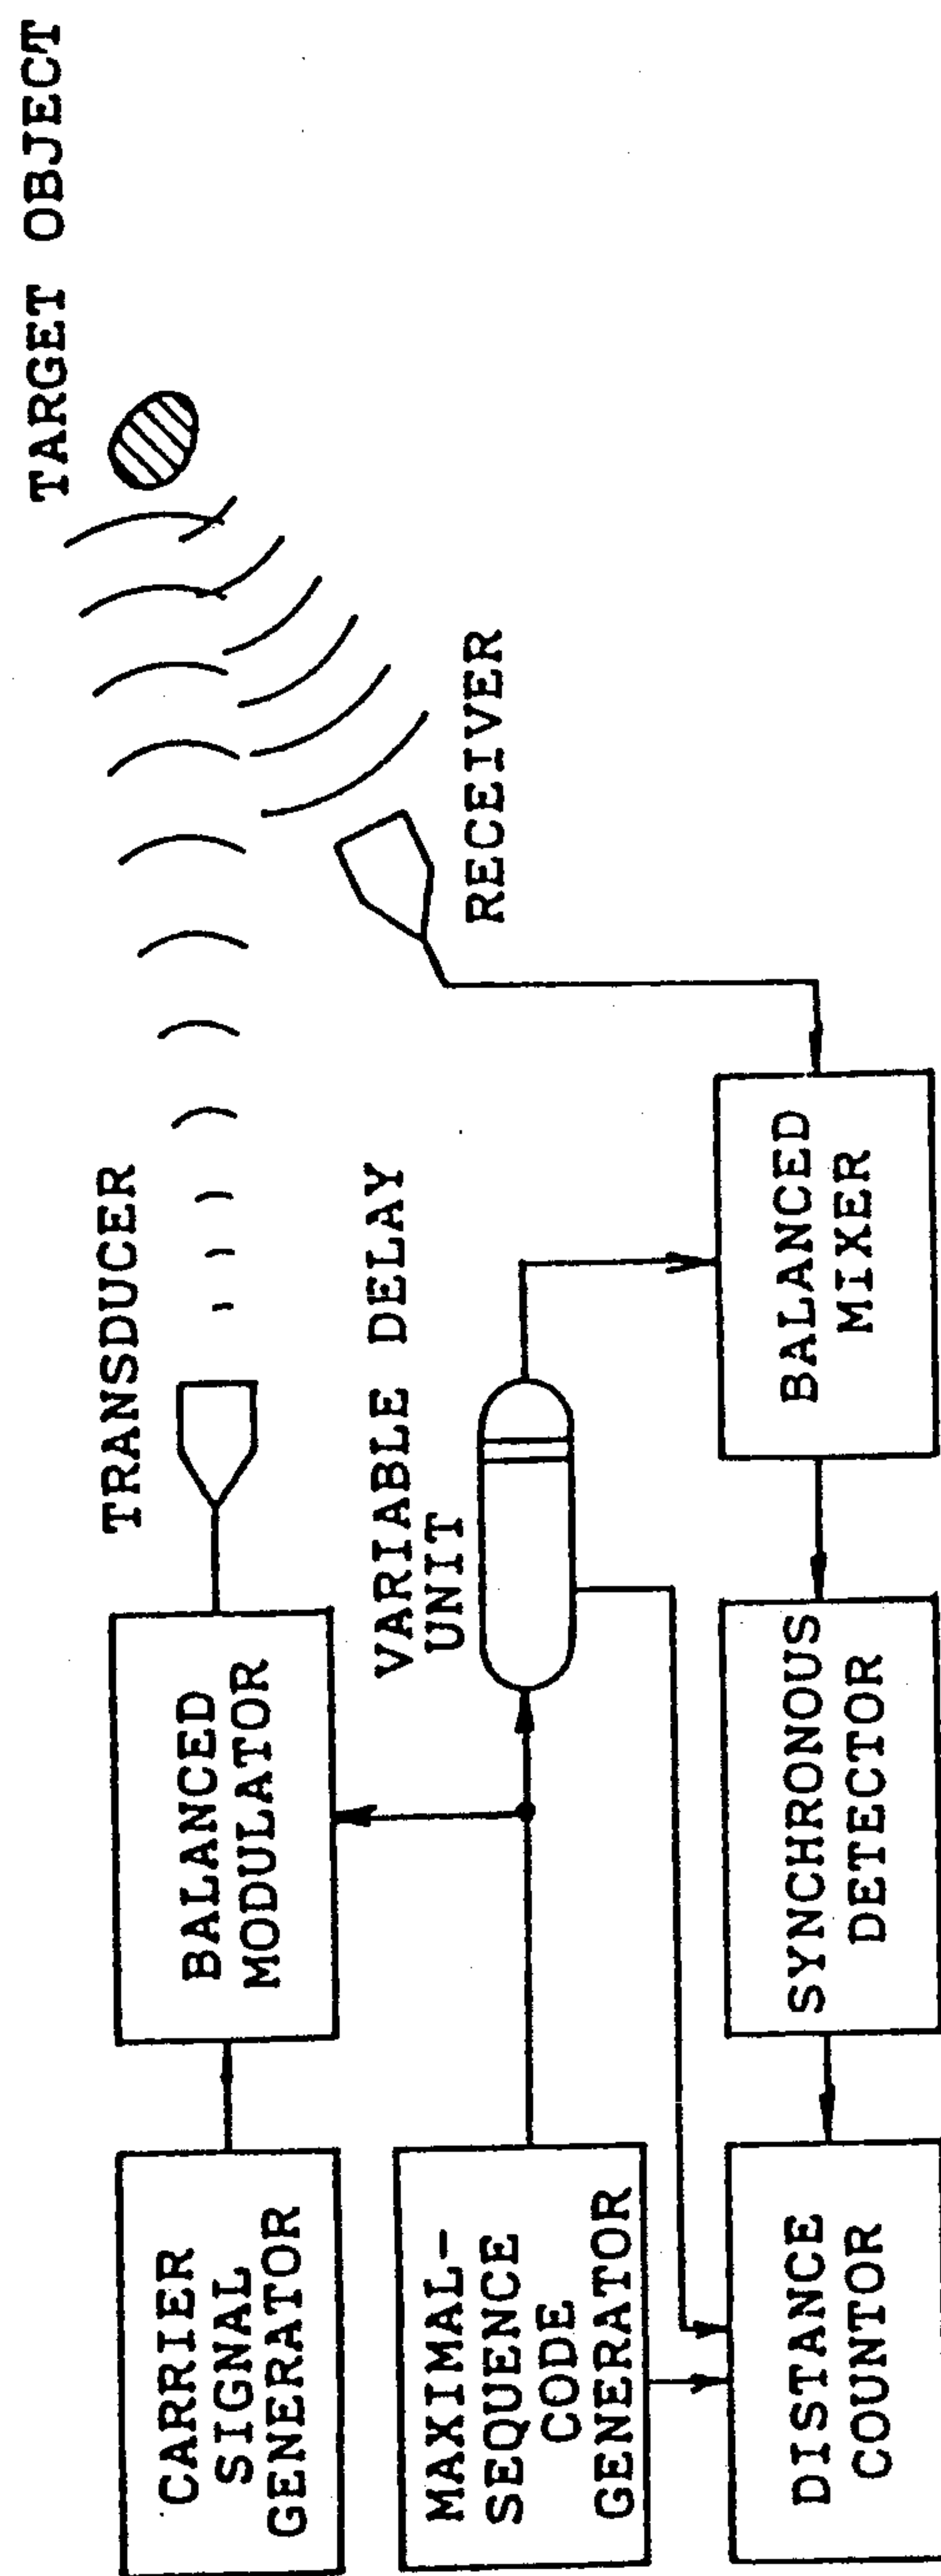 TARGET OBJECT
TRANSDUCER
RECEIVER
CARRIER
SIGNAL
GENERATOR
BALANCED
MODULATOR
VARIABLE DELAY
UNIT
MAXIMAL-
SEQUENCE
CODE
GENERATOR
BALANCED
MIXER
SYNCHRONOUS
DETECTOR
DISTANCE
COUNTOR